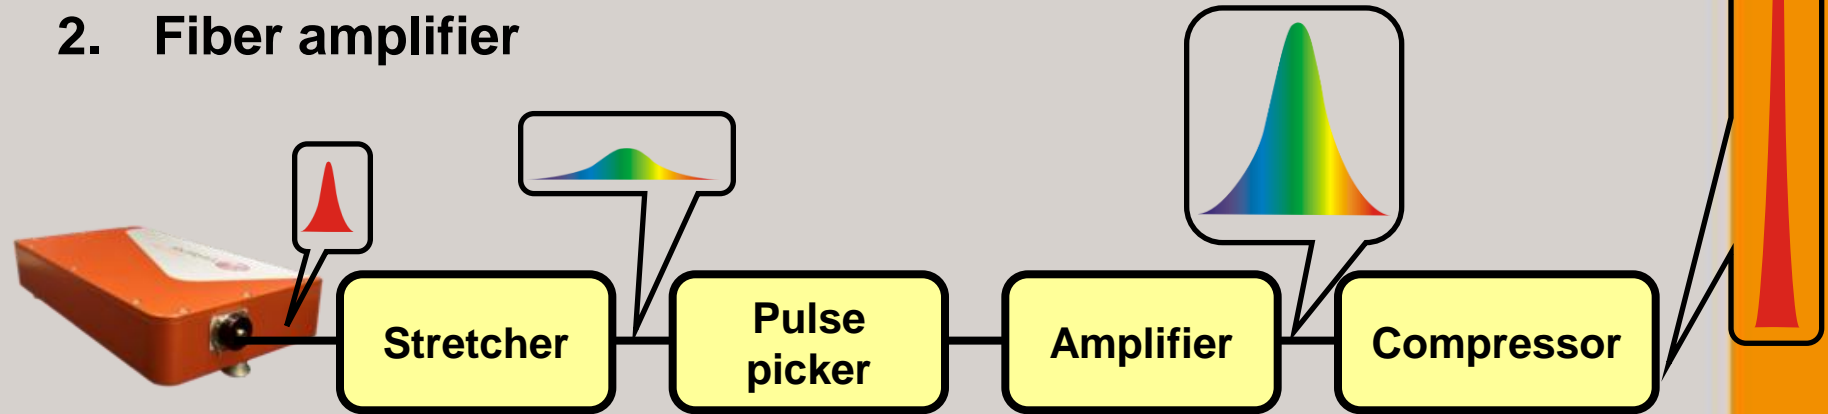 2. Fiber amplifier
Stretcher
Pulse
picker
Amplifier
Compressor